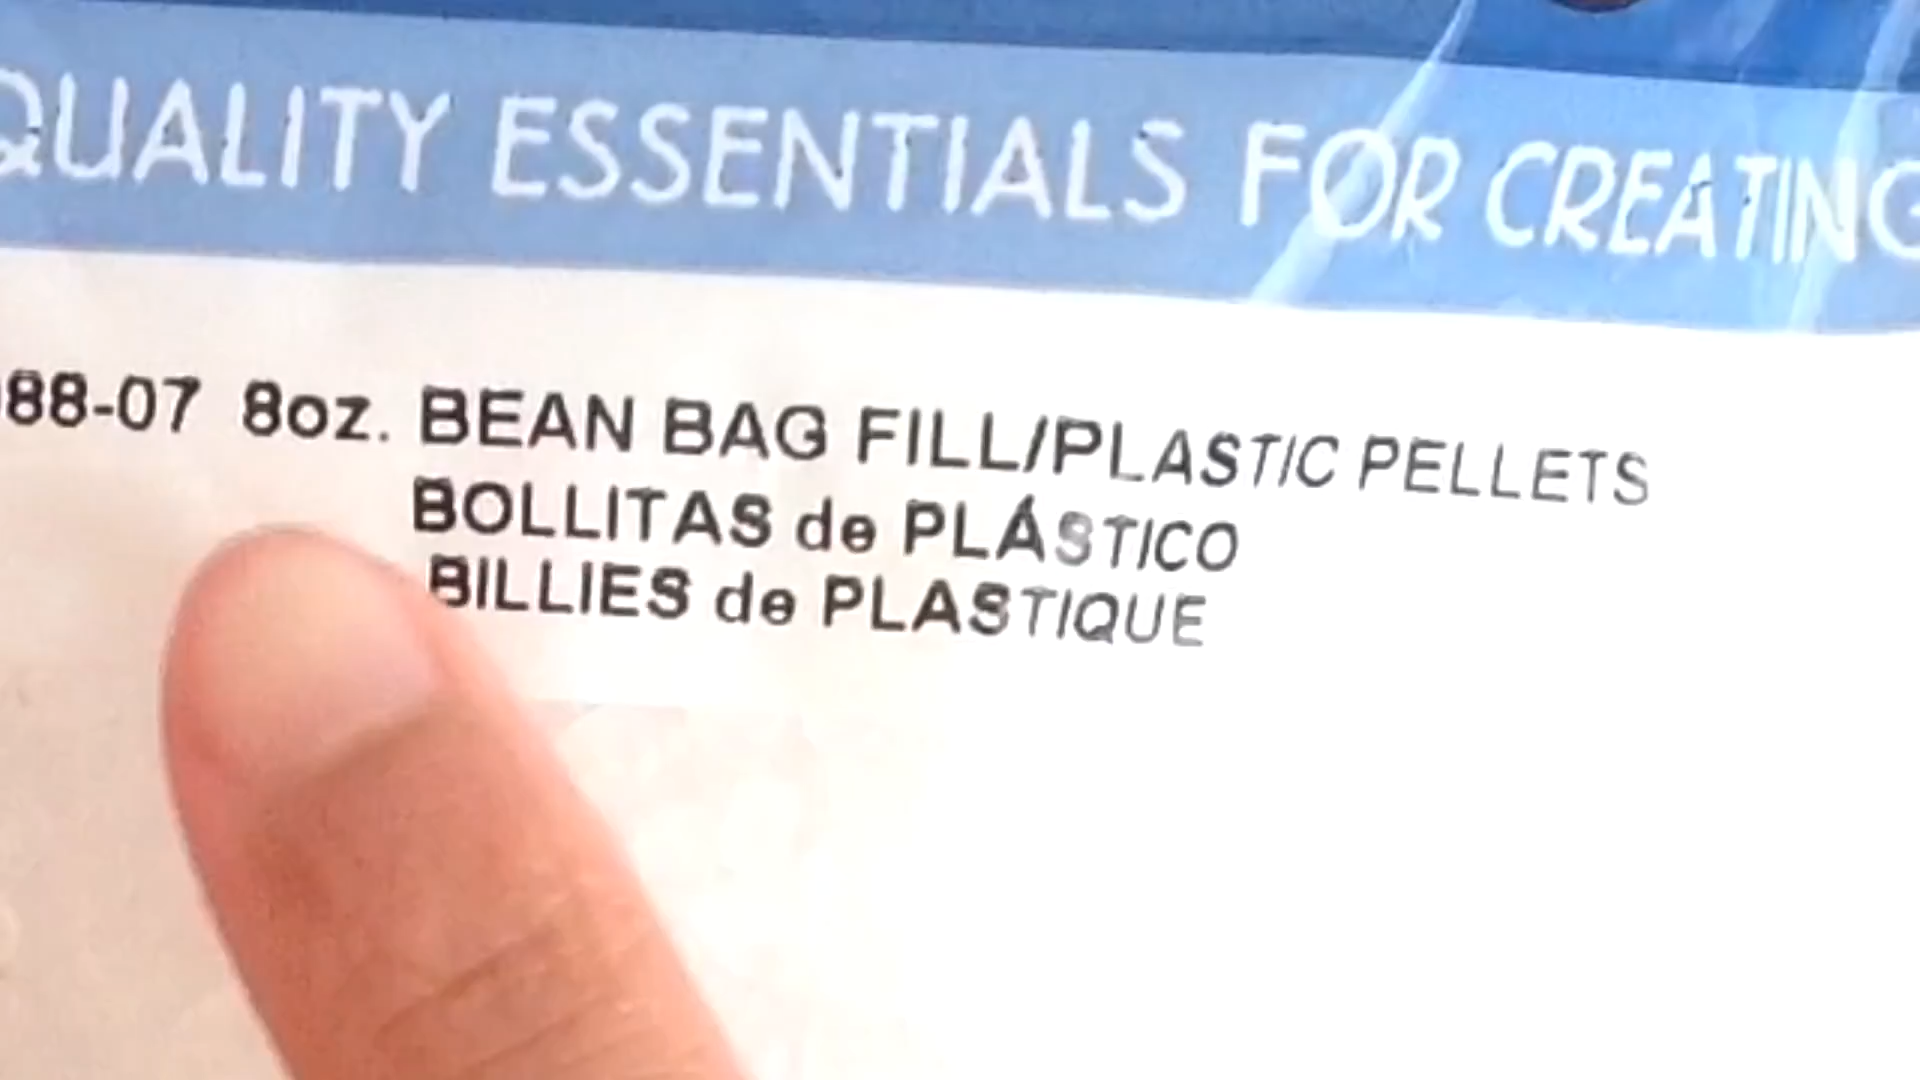 QUALITY ESSENTIALS FOR CREATING
88-07 8oz. BEAN BAG FILL/PLASTIC PELLETS
BOLLITAS de PLÁSTICO
BILLIES de PLASTIQUE